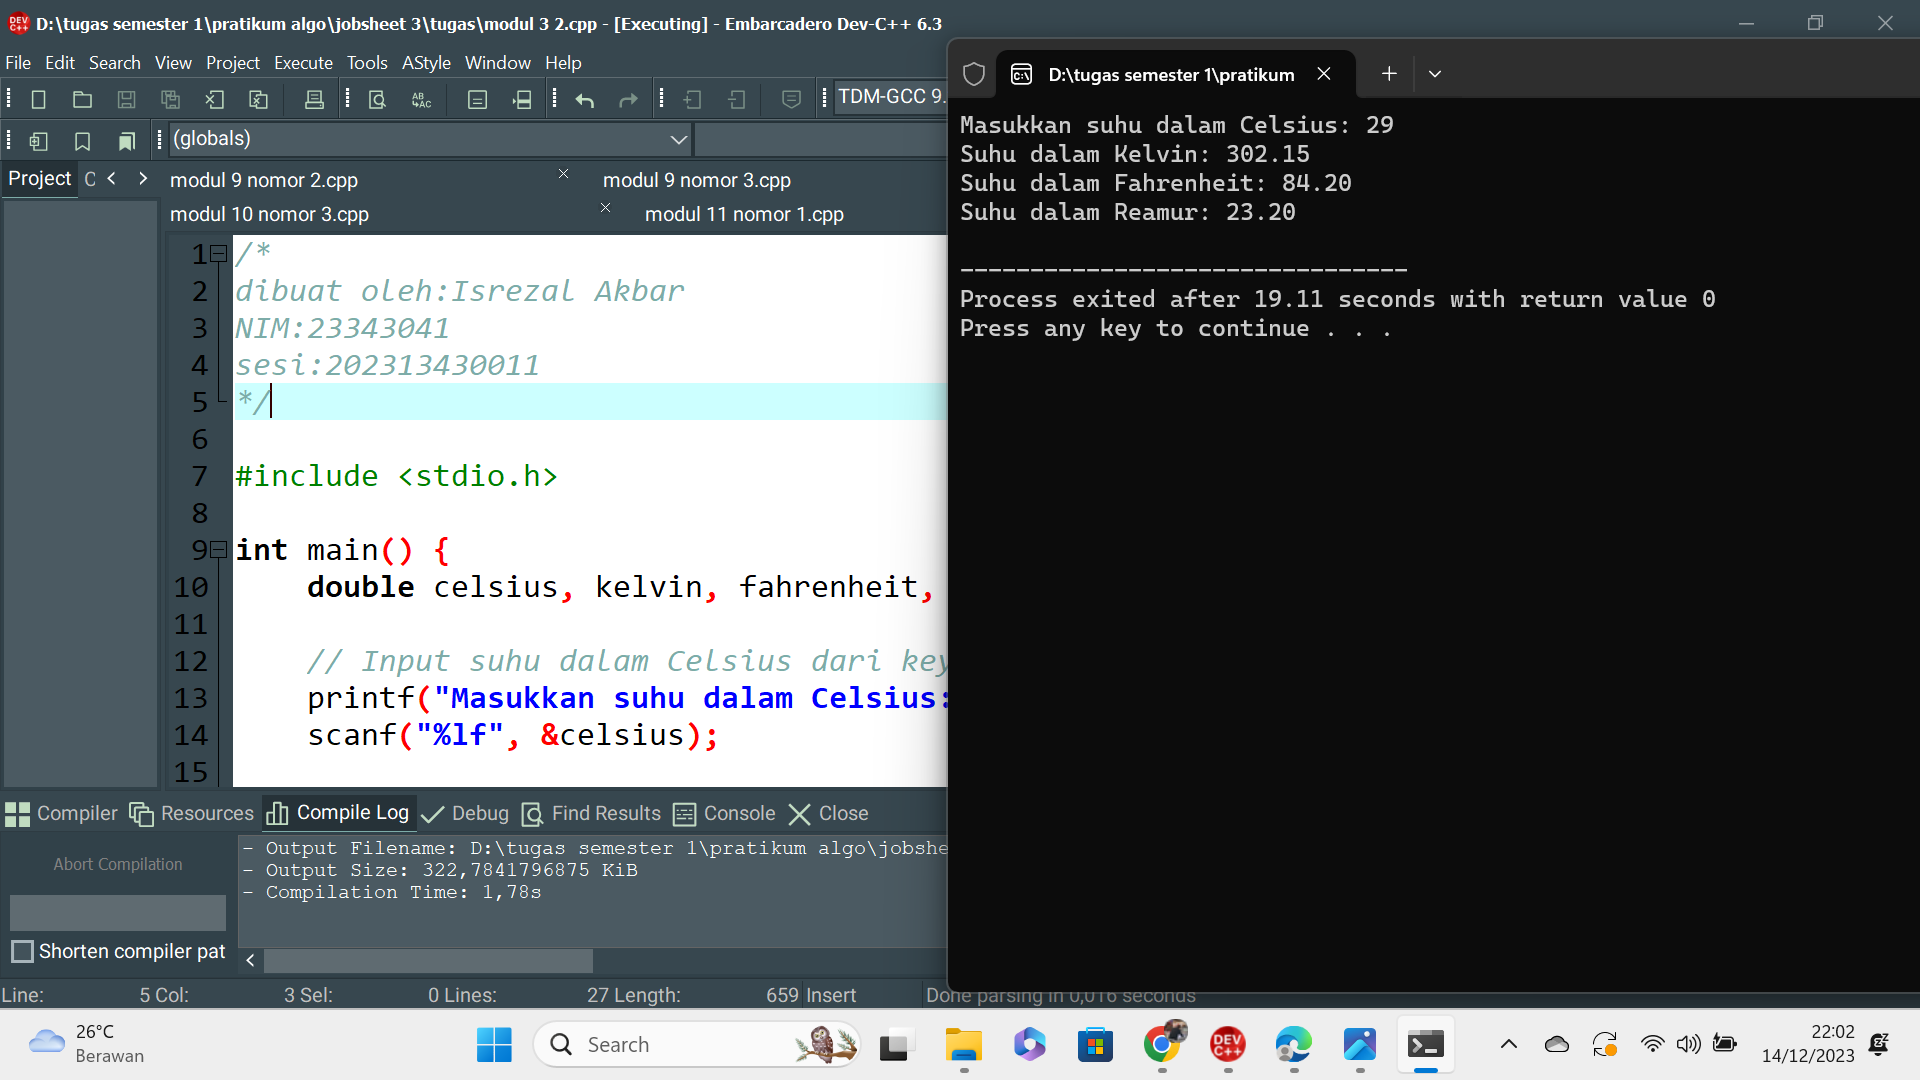 D:\tugas semester 1\pratikum algo\jobsheet 3\tugas\modul 3 2.cpp - [Executing] - Embarcadero Dev-C++ 6.3
File Edit Search View Project Execute Tools AStyle Window Help
TDM-GCC 9.
(globals)
Project
modul 9 nomor 2.cpp
modul 9 nomor 3.cpp
modul 10 nomor 3.cpp
modul 11 nomor 1.cpp
1 /*
2 dibuat oleh:Isrezal Akbar
3 NIM:23343041
4 sesi:202313430011
5 */
6
7 #include <stdio.h>
8
9 int main() {
10 double celsius, kelvin, fahrenheit,
11
12 // Input suhu dalam Celsius dari key
13 printf("Masukkan suhu dalam Celsius:
14 scanf("%lf", &celsius);
15
Compiler Resources Compile Log Debug Find Results Console Close
Abort Compilation
Shorten compiler pat
- Output Filename: D:\tugas semester 1\pratikum algo\jobshe
- Output Size: 322,7841796875 KiB
- Compilation Time: 1,78s
Line: 5 Col: 3 Sel: 0 Lines: 27 Length: 659 Insert Done parsing in 0,016 seconds
D:\tugas semester 1\pratikum
Masukkan suhu dalam Celsius: 29
Suhu dalam Kelvin: 302.15
Suhu dalam Fahrenheit: 84.20
Suhu dalam Reamur: 23.20
--------------------------------
Process exited after 19.11 seconds with return value 0
Press any key to continue . . .
26°C
Berawan
Search
DEV C++
22:02
14/12/2023